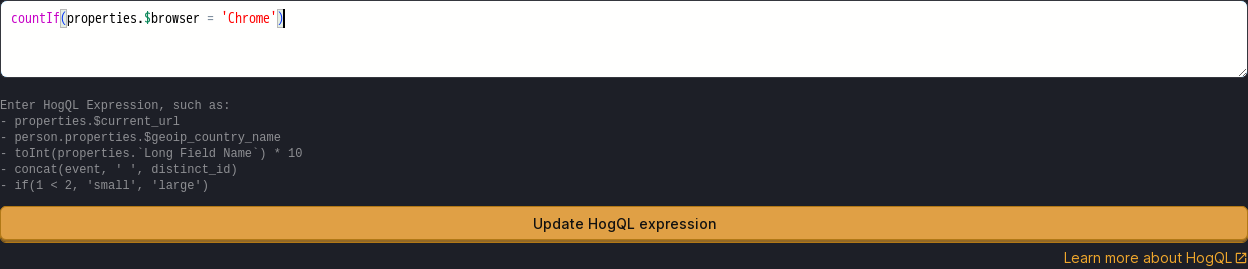 countIf(properties.$browser = 'Chrome')
Enter HogQL Expression, such as:
- properties.$current_url
- person.properties.$geoip_country_name
- toInt(properties.`Long Field Name`) * 10
- concat(event, ' ', distinct_id)
- if(1 < 2, 'small', 'large')
Update HogQL expression
Learn more about HogQL